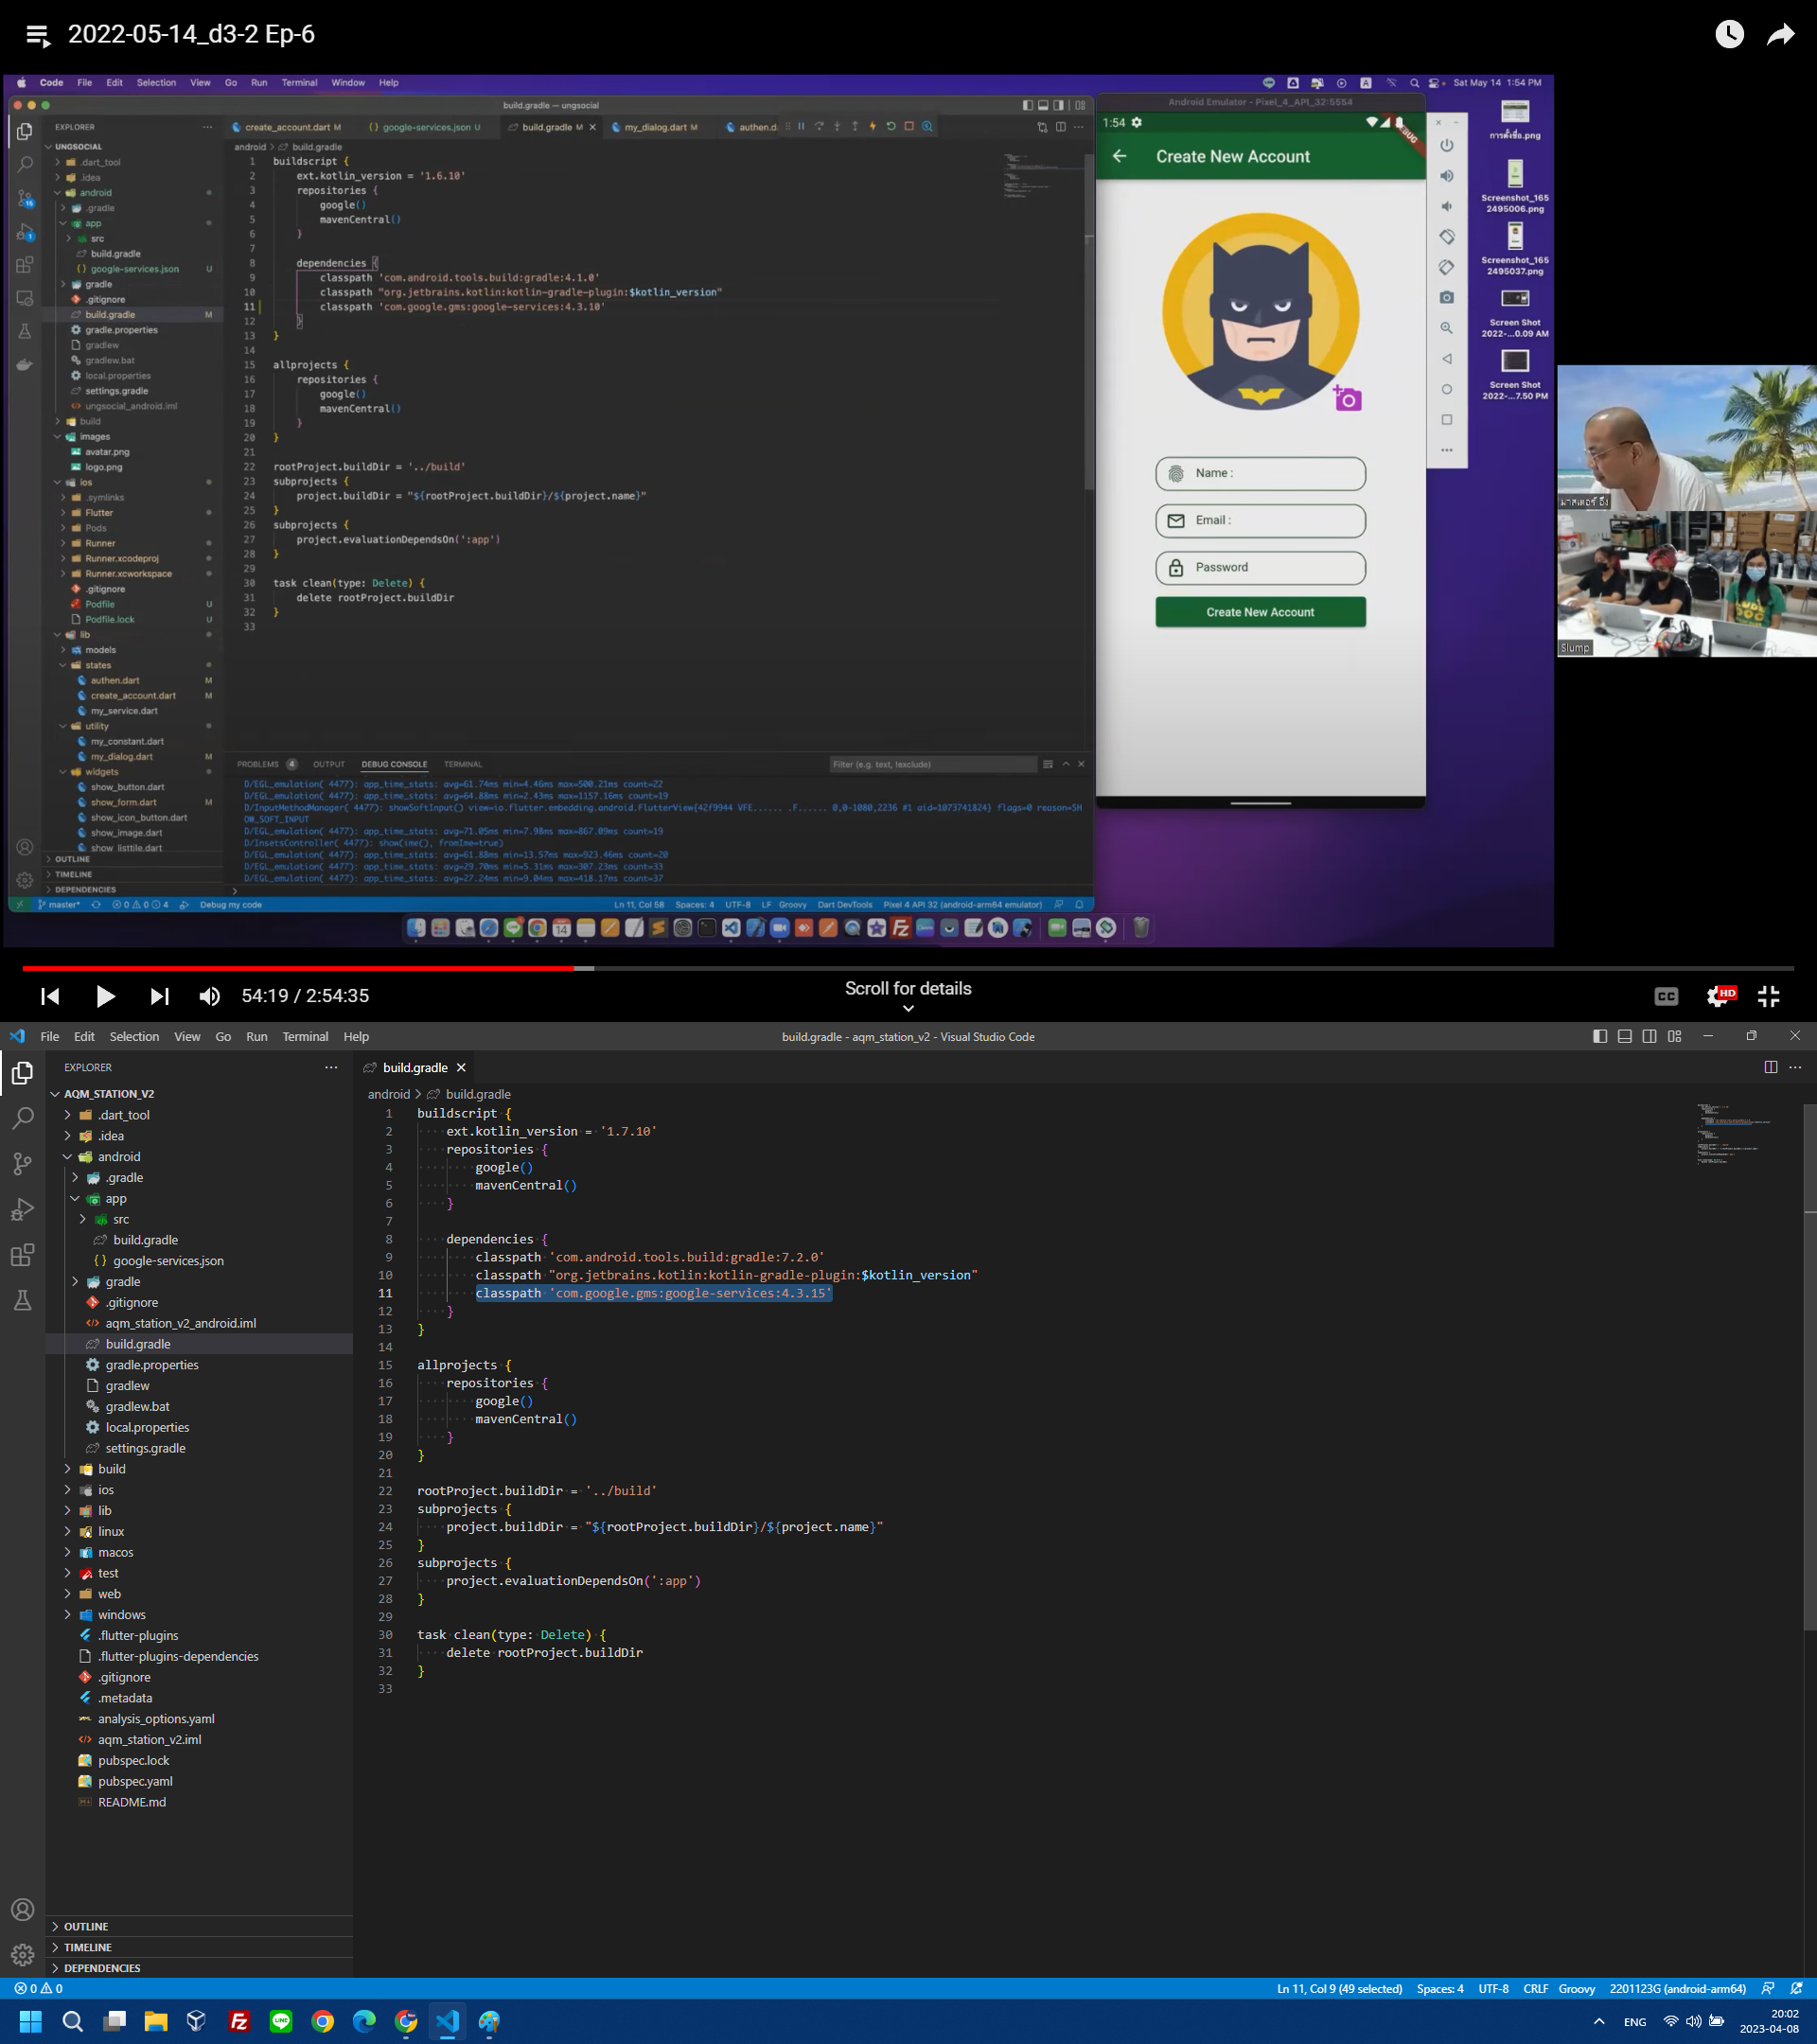 2022-05-14_d3-2 Ep-6
Code File Edit Selection View Go Run Terminal Window Help
Sat May 14 1:54 PM
build.gradle — ungsocial
EXPLORER
create_account.dart M
google-services.json U
build.gradle M
my_dialog.dart M
authen.d
android > build.gradle
UNGSOCIAL
.dart_tool
.idea
android
.gradle
app
src
build.gradle
google-services.json U
gradle
.gitignore
build.gradle M
gradle.properties
gradlew
gradlew.bat
local.properties
settings.gradle
ungsocial_android.iml
build
images
avatar.png
logo.png
ios
.symlinks
Flutter
Pods
Runner
Runner.xcodeproj
Runner.xcworkspace
.gitignore
Podfile U
Podfile.lock U
lib
models
states
authen.dart M
create_account.dart M
my_service.dart
utility
my_constant.dart
my_dialog.dart M
widgets
show_button.dart
show_form.dart M
show_icon_button.dart
show_image.dart
show_listtile.dart
OUTLINE
TIMELINE
DEPENDENCIES
1 buildscript {
2 ext.kotlin_version = '1.6.10'
3 repositories {
4 google()
5 mavenCentral()
6 }
7
8 dependencies {
9 classpath 'com.android.tools.build:gradle:4.1.0'
10 classpath "org.jetbrains.kotlin:kotlin-gradle-plugin:$kotlin_version"
11 classpath 'com.google.gms:google-services:4.3.10'
12 }
13 }
14
15 allprojects {
16 repositories {
17 google()
18 mavenCentral()
19 }
20 }
21
22 rootProject.buildDir = '../build'
23 subprojects {
24 project.buildDir = "${rootProject.buildDir}/${project.name}"
25 }
26 subprojects {
27 project.evaluationDependsOn(':app')
28 }
29
30 task clean(type: Delete) {
31 delete rootProject.buildDir
32 }
33
PROBLEMS 4 OUTPUT DEBUG CONSOLE TERMINAL
Filter (e.g. text, !exclude)
D/EGL_emulation( 4477): app_time_stats: avg=61.74ms min=4.46ms max=500.21ms count=22
D/EGL_emulation( 4477): app_time_stats: avg=64.88ms min=2.43ms max=1157.16ms count=19
D/InputMethodManager( 4477): showSoftInput() view=io.flutter.embedding.android.FlutterView{42f9944 VFE...... .F...... 0,0-1080,2236 #1 aid=1073741824} flags=0 reason=SH
OW_SOFT_INPUT
D/EGL_emulation( 4477): app_time_stats: avg=71.05ms min=7.98ms max=867.09ms count=19
D/InsetsController( 4477): show(ime(), fromIme=true)
D/EGL_emulation( 4477): app_time_stats: avg=61.88ms min=13.57ms max=923.46ms count=20
D/EGL_emulation( 4477): app_time_stats: avg=29.70ms min=5.31ms max=307.23ms count=33
D/EGL_emulation( 4477): app_time_stats: avg=27.24ms min=9.04ms max=418.17ms count=37
master* 0 0 4 Debug my code
Ln 11, Col 58 Spaces: 4 UTF-8 LF Groovy Dart DevTools Pixel 4 API 32 (android-arm64 emulator)
Android Emulator - Pixel_4_API_32:5554
1:54
Create New Account
Name :
Email :
Password
Create New Account
การตั้งชื่อ.png
Screenshot_165
2495006.png
Screenshot_165
2495037.png
Screen Shot
2022-...0.09 AM
Screen Shot
2022-...7.50 PM
มาสเตอร์ อึ่ง
Slump
54:19 / 2:54:35
Scroll for details
CC
HD
File Edit Selection View Go Run Terminal Help
build.gradle - aqm_station_v2 - Visual Studio Code
EXPLORER
build.gradle
android > build.gradle
AQM_STATION_V2
.dart_tool
.idea
android
.gradle
app
src
build.gradle
google-services.json
gradle
.gitignore
aqm_station_v2_android.iml
build.gradle
gradle.properties
gradlew
gradlew.bat
local.properties
settings.gradle
build
ios
lib
linux
macos
test
web
windows
.flutter-plugins
.flutter-plugins-dependencies
.gitignore
.metadata
analysis_options.yaml
aqm_station_v2.iml
pubspec.lock
pubspec.yaml
README.md
OUTLINE
TIMELINE
DEPENDENCIES
1 buildscript {
2 ext.kotlin_version = '1.7.10'
3 repositories {
4 google()
5 mavenCentral()
6 }
7
8 dependencies {
9 classpath 'com.android.tools.build:gradle:7.2.0'
10 classpath "org.jetbrains.kotlin:kotlin-gradle-plugin:$kotlin_version"
11 classpath 'com.google.gms:google-services:4.3.15'
12 }
13 }
14
15 allprojects {
16 repositories {
17 google()
18 mavenCentral()
19 }
20 }
21
22 rootProject.buildDir = '../build'
23 subprojects {
24 project.buildDir = "${rootProject.buildDir}/${project.name}"
25 }
26 subprojects {
27 project.evaluationDependsOn(':app')
28 }
29
30 task clean(type: Delete) {
31 delete rootProject.buildDir
32 }
33
0 0
Ln 11, Col 9 (49 selected) Spaces: 4 UTF-8 CRLF Groovy 2201123G (android-arm64)
ENG
20:02
2023-04-08